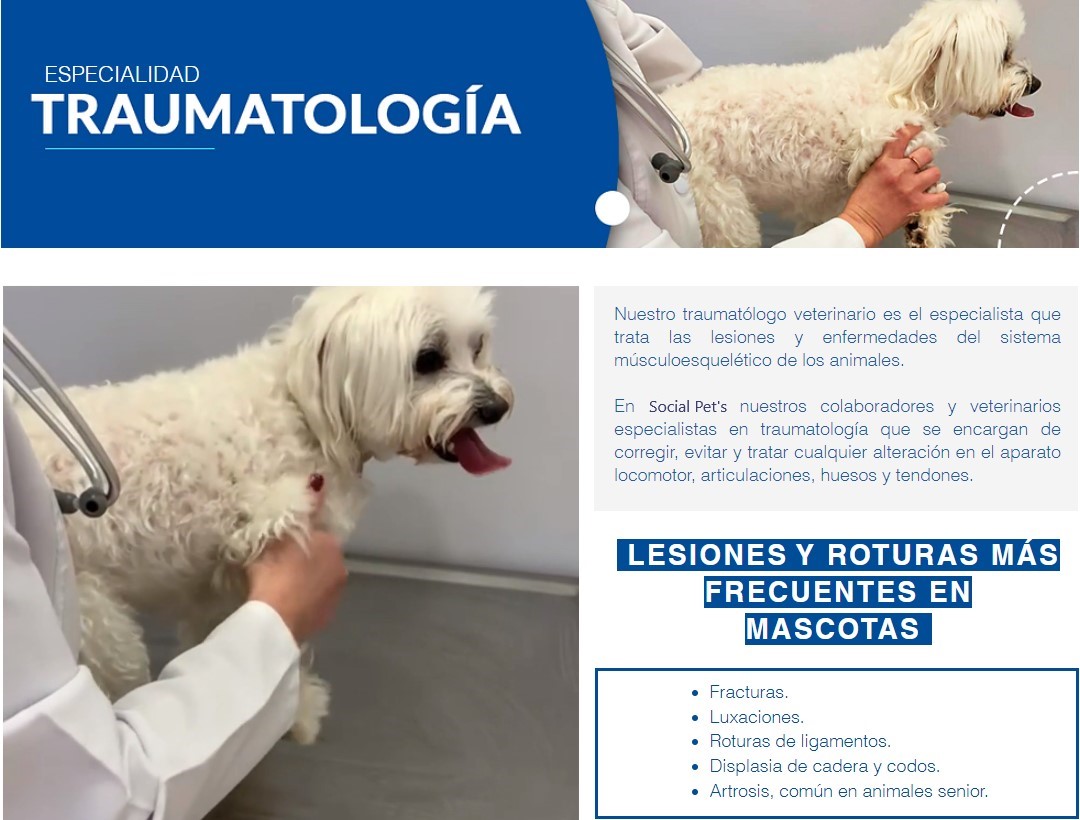 ESPECIALIDAD
TRAUMATOLOGÍA
Nuestro traumatólogo veterinario es el especialista que
trata las lesiones y enfermedades del sistema
músculoesquelético de los animales.
En Social Pet's nuestros colaboradores y veterinarios
especialistas en traumatología que se encargan de
corregir, evitar y tratar cualquier alteración en el aparato
locomotor, articulaciones, huesos y tendones.
LESIONES Y ROTURAS MÁS
FRECUENTES EN
MASCOTAS
• Fracturas.
• Luxaciones.
• Roturas de ligamentos.
• Displasia de cadera y codos.
• Artrosis, común en animales senior.